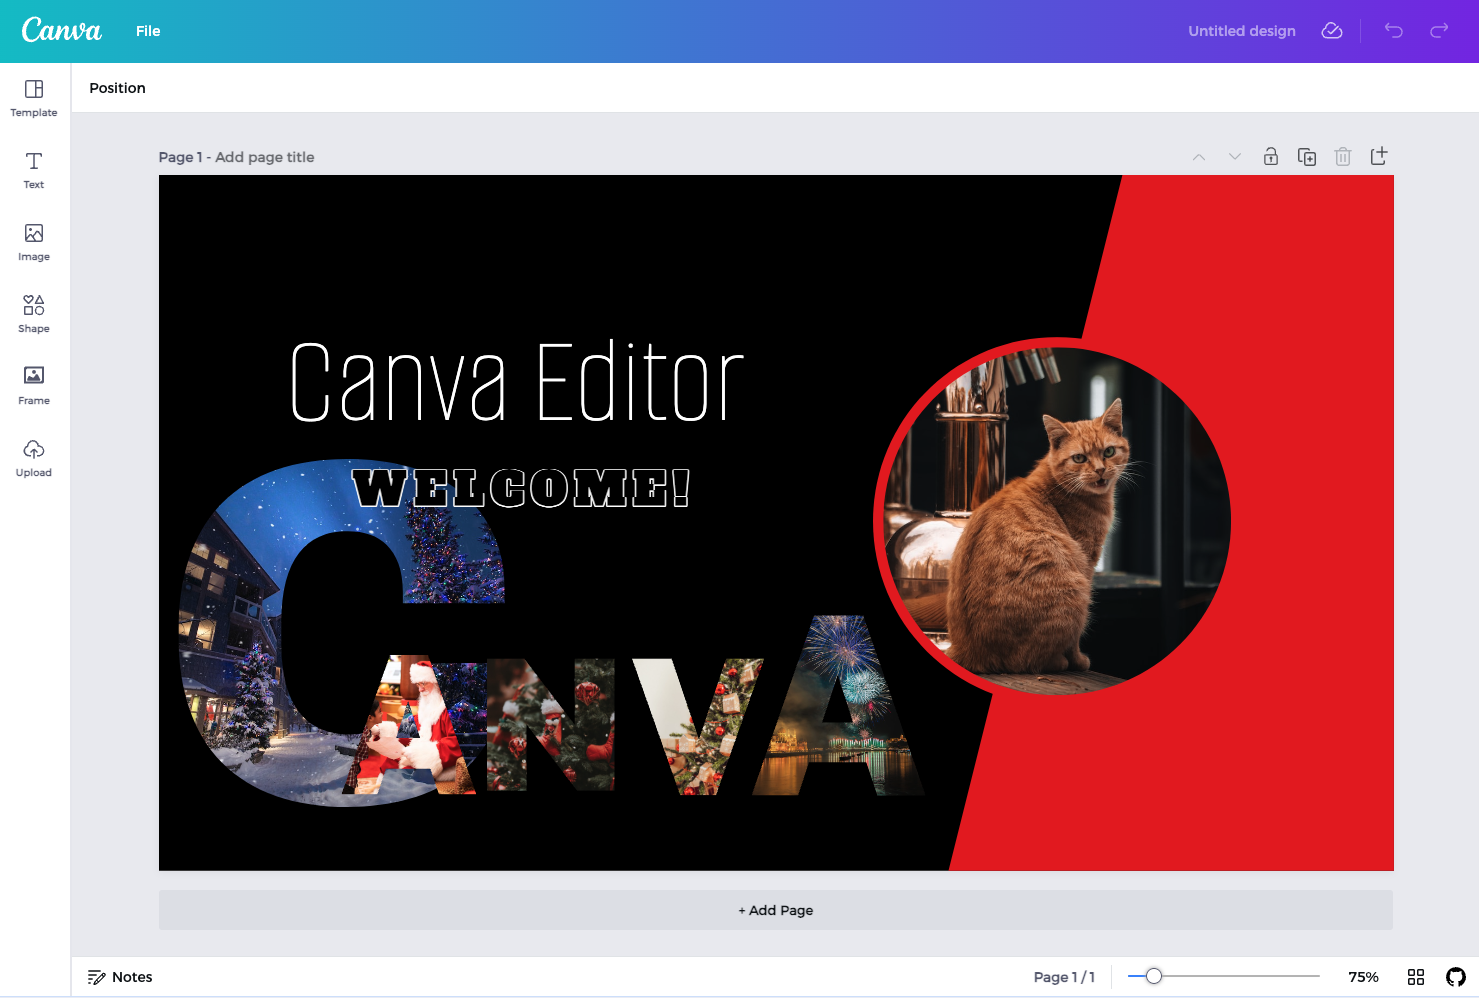 Canva
File
Untitled design
Position
Template
Text
Image
Shape
Frame
Upload
Page 1 - Add page title
Canva Editor
WELCOME!
CANVA
+ Add Page
Notes
Page 1 / 1
75%